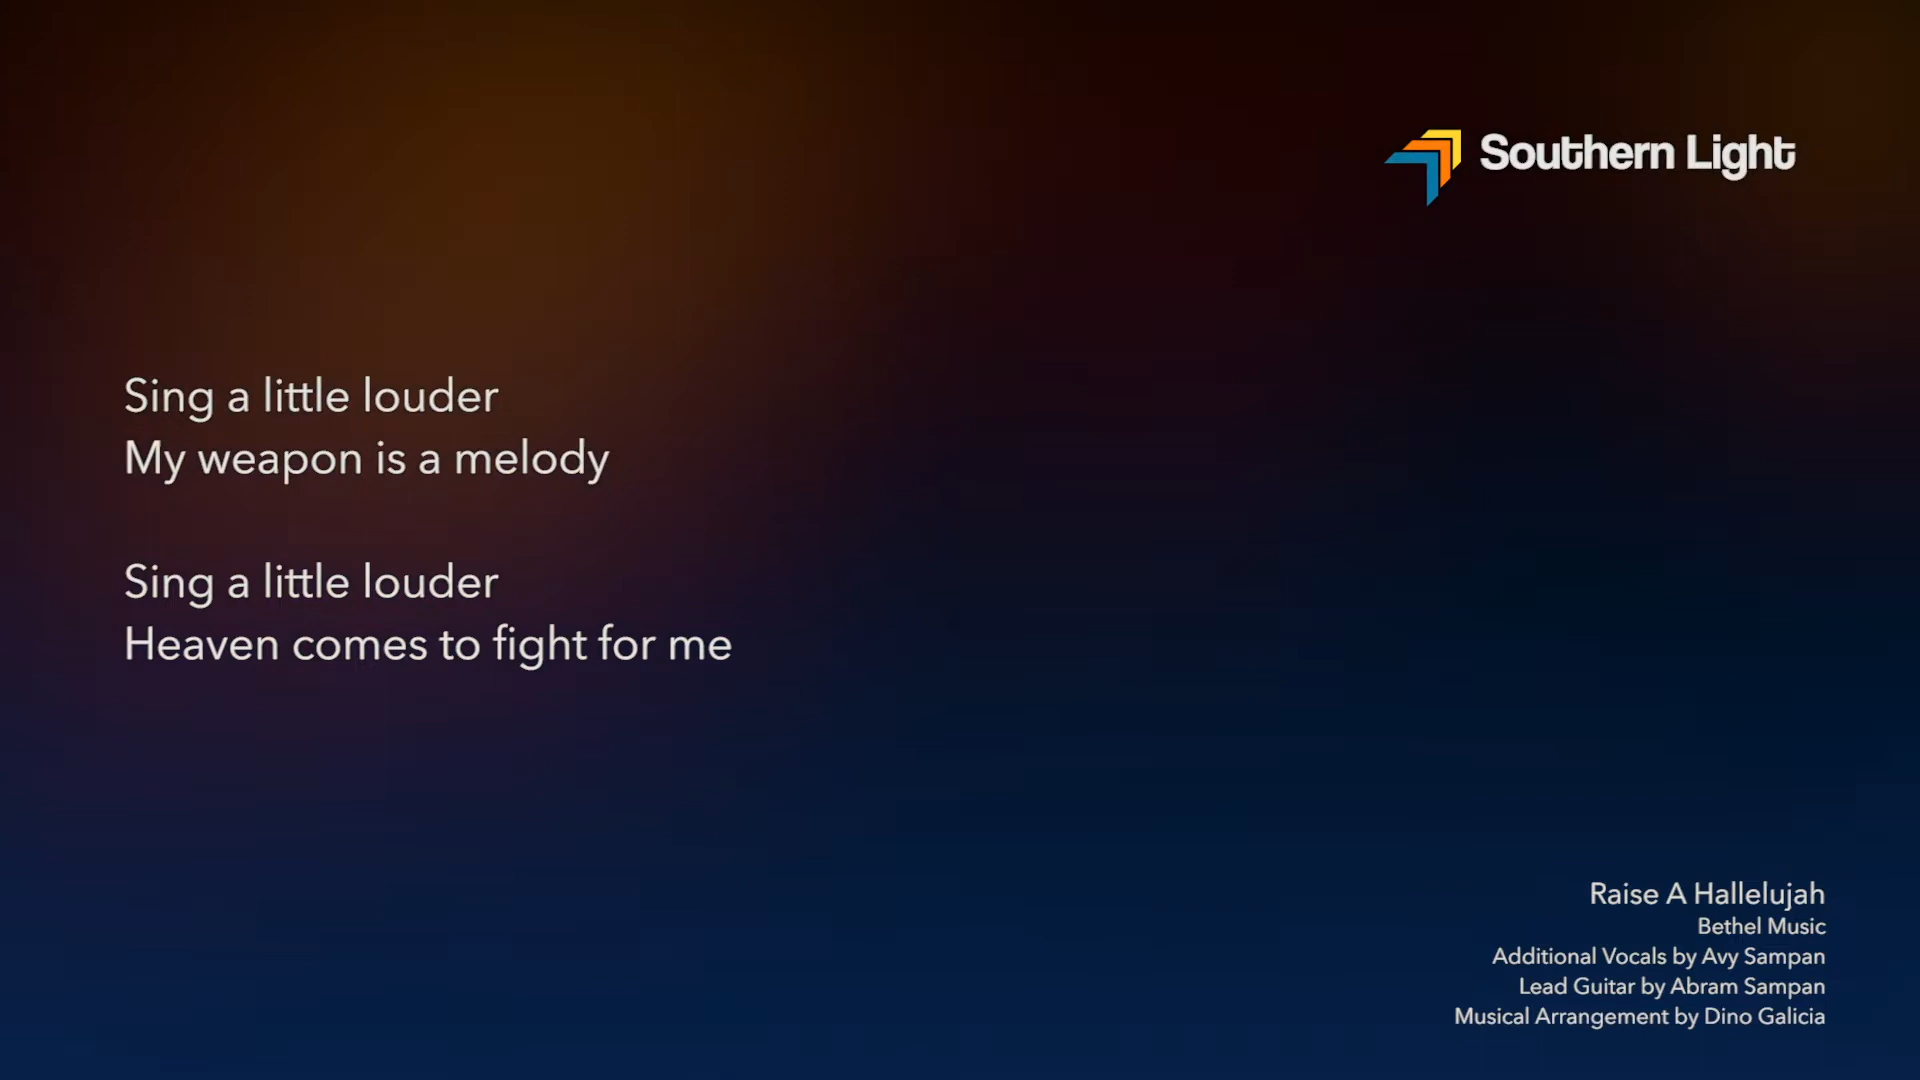 Southern Light
Sing a little louder
My weapon is a melody
Sing a little louder
Heaven comes to fight for me
Raise A Hallelujah
Bethel Music
Additional Vocals by Avy Sampan
Lead Guitar by Abram Sampan
Musical Arrangement by Dino Galicia